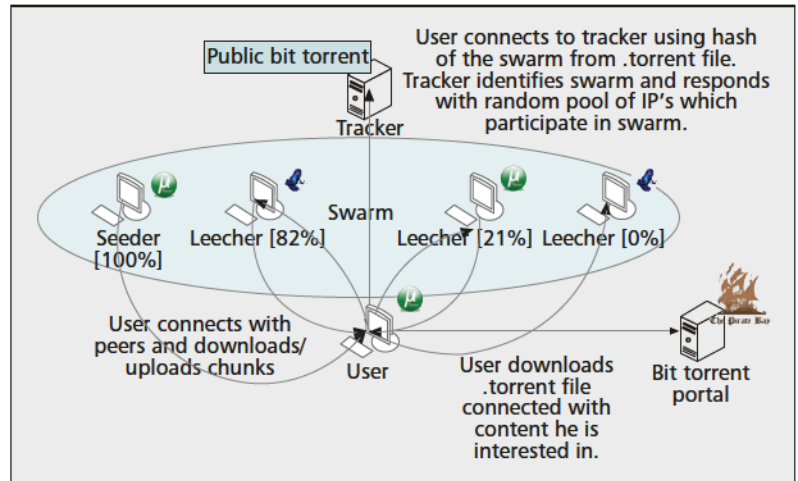 Public bit torrent
User connects to tracker using hash
of the swarm from .torrent file.
Tracker identifies swarm and responds
with random pool of IP's which
participate in swarm.
Tracker
Swarm
Seeder
[100%]
Leecher [82%]
Leecher [21%]
Leecher [0%]
µ
µ
µ
User connects with
peers and downloads/
uploads chunks
User
User downloads
.torrent file
connected with
content he is
interested in.
The Pirate Bay
Bit torrent
portal